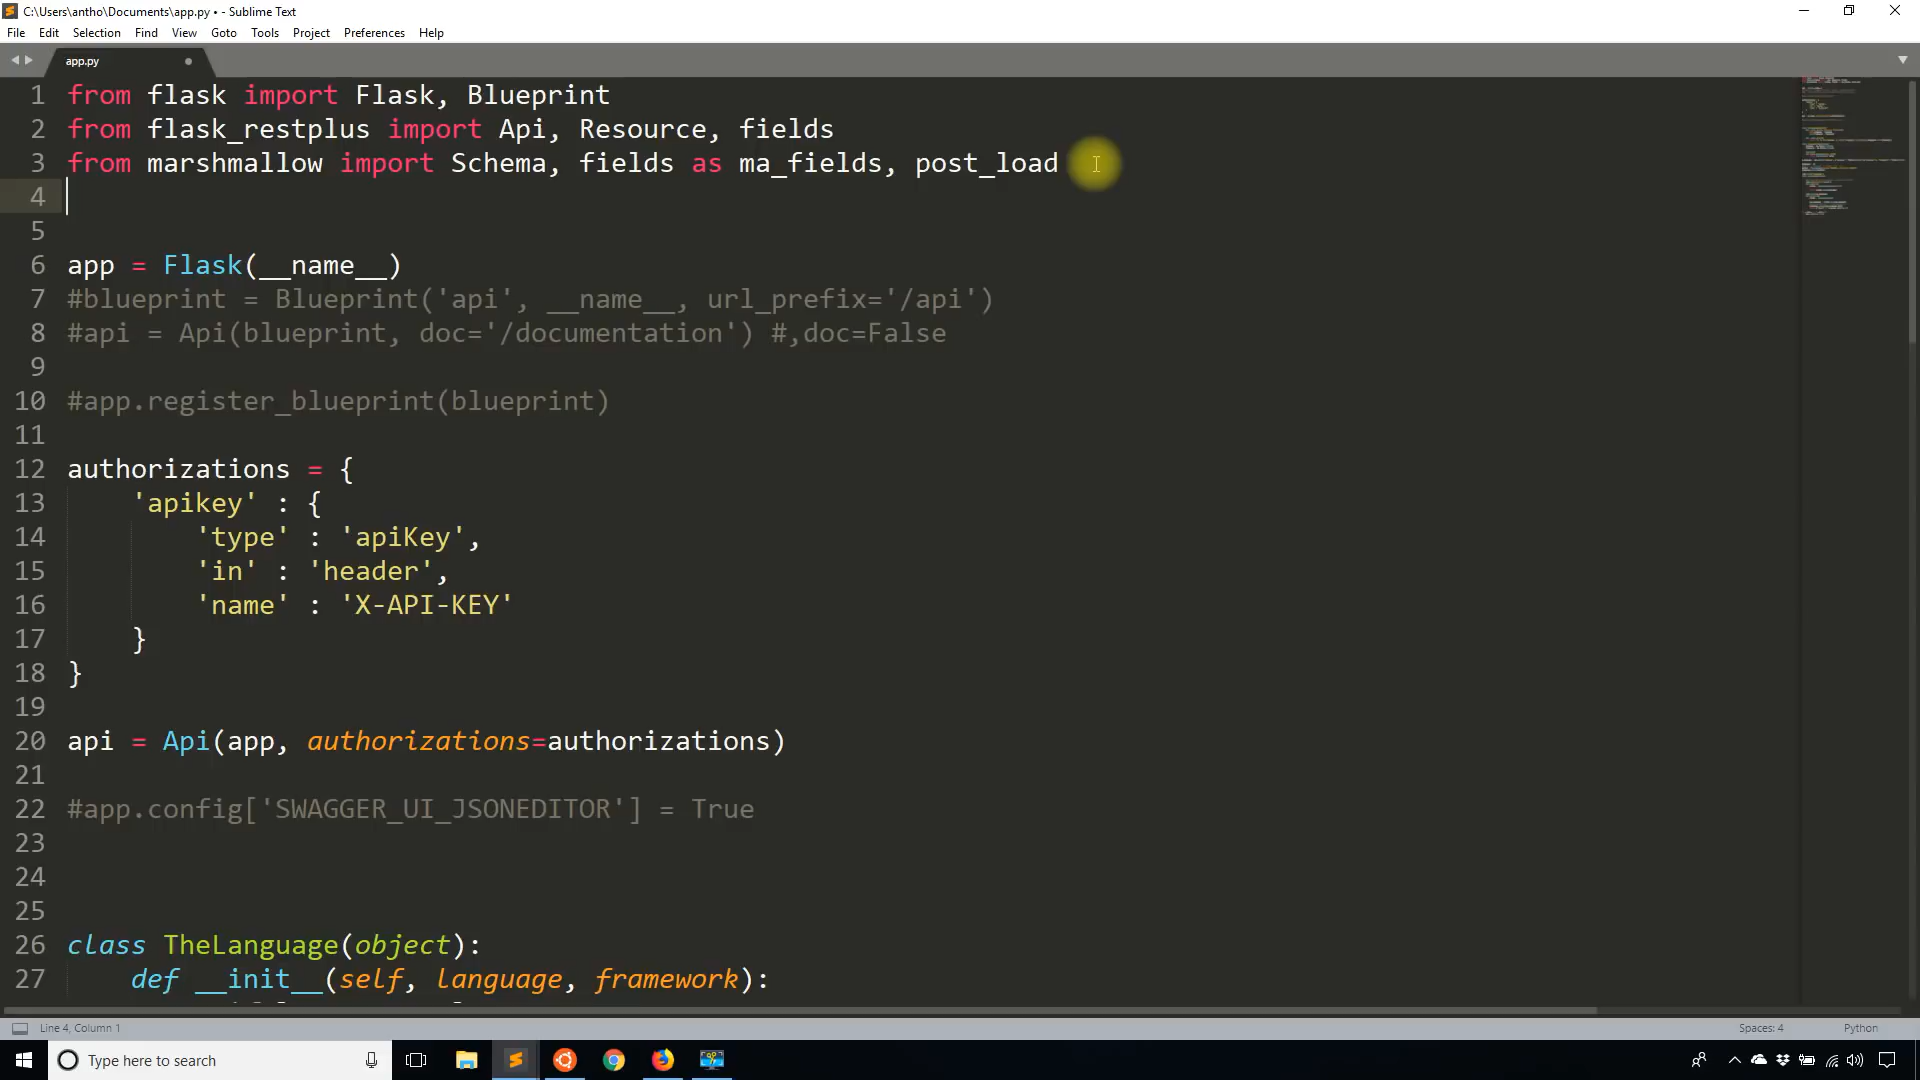 C:\Users\antho\Documents\app.py • - Sublime Text
File Edit Selection Find View Goto Tools Project Preferences Help
app.py
1 from flask import Flask, Blueprint
2 from flask_restplus import Api, Resource, fields
3 from marshmallow import Schema, fields as ma_fields, post_load
4
5
6 app = Flask(__name__)
7 #blueprint = Blueprint('api', __name__, url_prefix='/api')
8 #api = Api(blueprint, doc='/documentation') #,doc=False
9
10 #app.register_blueprint(blueprint)
11
12 authorizations = {
13     'apikey' : {
14         'type' : 'apiKey',
15         'in' : 'header',
16         'name' : 'X-API-KEY'
17     }
18 }
19
20 api = Api(app, authorizations=authorizations)
21
22 #app.config['SWAGGER_UI_JSONEDITOR'] = True
23
24
25
26 class TheLanguage(object):
27     def __init__(self, language, framework):
Line 4, Column 1 Spaces: 4 Python
Type here to search